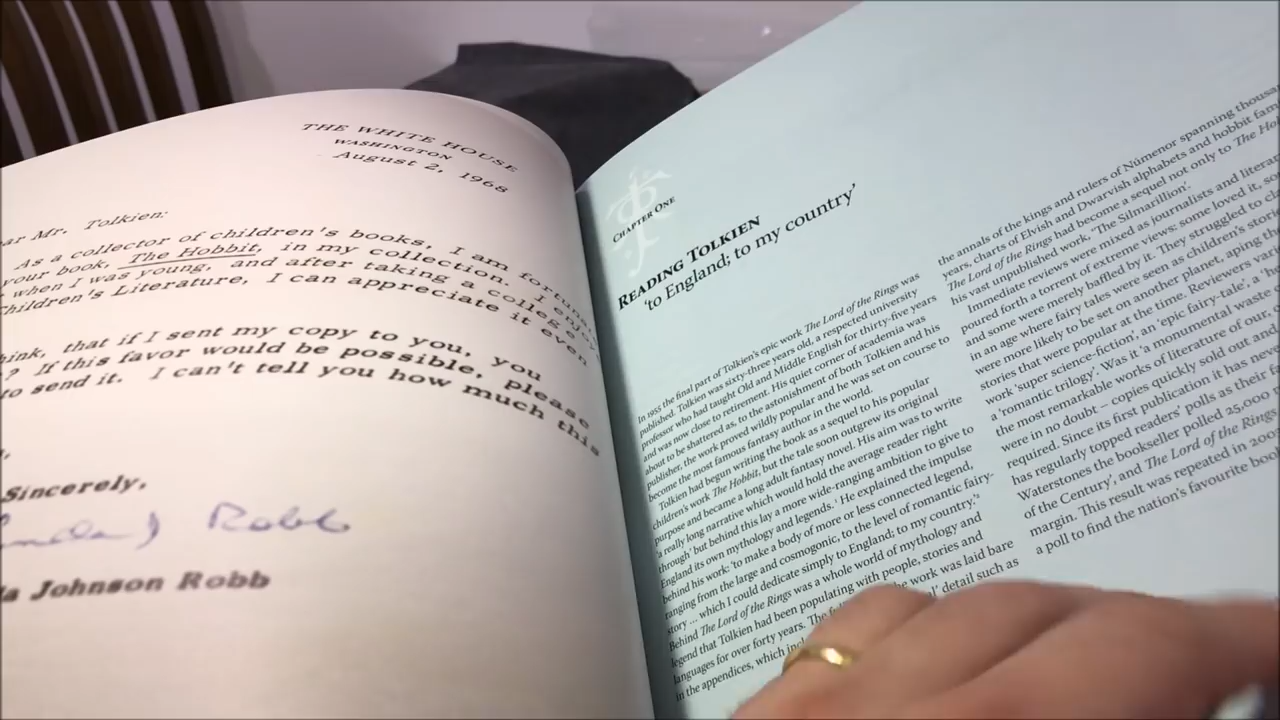 THE WHITE HOUSE
WASHINGTON
August 2, 1968
ar Mr. Tolkien:
As a collector of children's books, I am fortun
your book, The Hobbit, in my collection. I
when I was young, and after taking a college
Children's Literature, I can appreciate it even
hink, that if I sent my copy to you, you
? If this favor would be possible, please
to send it. I can't tell you how much this
Sincerely,
nda J Robb
a Johnson Robb
CHAPTER ONE
READING TOLKIEN
'to England; to my country'
In 1955 the final part of Tolkien's epic work The Lord of the Rings was
published. Tolkien was sixty-three years old, a respected university
professor who had taught Old and Middle English for thirty-five years
and was now close to retirement. His quiet corner of academia was
about to be shattered as, to the astonishment of both Tolkien and his
publisher, the work proved wildly popular and he was set on course to
become the most famous fantasy author in the world.
Tolkien had begun writing the book as a sequel to his popular
children's work The Hobbit, but the tale soon outgrew its original
purpose and became a long adult fantasy novel. His aim was to write
'a really long narrative which would hold the average reader right
through' but behind this lay a more wide-ranging ambition to give to
England its own mythology and legends. He explained the impulse
behind his work: 'to make a body of more or less connected legend,
ranging from the large and cosmogonic, to the level of romantic fairy-
story ... which I could dedicate simply to England; to my country.'
Behind The Lord of the Rings was a whole world of mythology and
legend that Tolkien had been populating with people, stories and
languages for over forty years. The the work was laid bare
in the appendices, which inc detail such as
the annals of the kings and rulers of Númenor spanning thousa
years, charts of Elvish and Dwarvish alphabets and hobbit fam
The Lord of the Rings had become a sequel not only to The Ho
his vast unpublished work, 'The Silmarillion'.
Immediate reviews were mixed as journalists and literar
poured forth a torrent of extreme views: some loved it, so
and some were merely baffled by it. They struggled to cl
in an age where fairy tales were seen as children's stori
were more likely to be set on another planet, aping the
stories that were popular at the time. Reviewers vari
work 'super science-fiction', an 'epic fairy-tale', a 'h
a 'romantic trilogy'. Was it 'a monumental waste
the most remarkable works of literature of our,
were in no doubt – copies quickly sold out and
required. Since its first publication it has neve
has regularly topped readers' polls as their fa
Waterstones the bookseller polled 25,000
of the Century', and The Lord of the Rings
margin. This result was repeated in 200
a poll to find the nation's favourite book